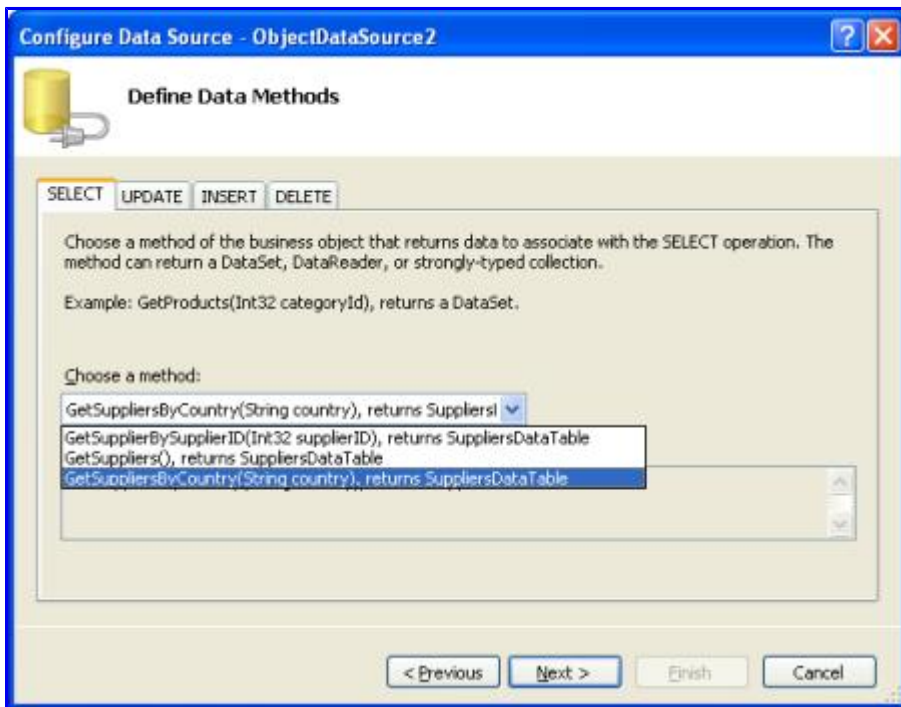 Configure Data Source - ObjectDataSource2
Define Data Methods
SELECT UPDATE INSERT DELETE
Choose a method of the business object that returns data to associate with the SELECT operation. The
method can return a DataSet, DataReader, or strongly-typed collection.
Example: GetProducts(Int32 categoryId), returns a DataSet.
Choose a method:
GetSuppliersByCountry(String country), returns Suppliers
GetSupplierBySupplierID(Int32 supplierID), returns SuppliersDataTable
GetSuppliers(), returns SuppliersDataTable
GetSuppliersByCountry(String country), returns SuppliersDataTable
< Previous Next > Finish Cancel